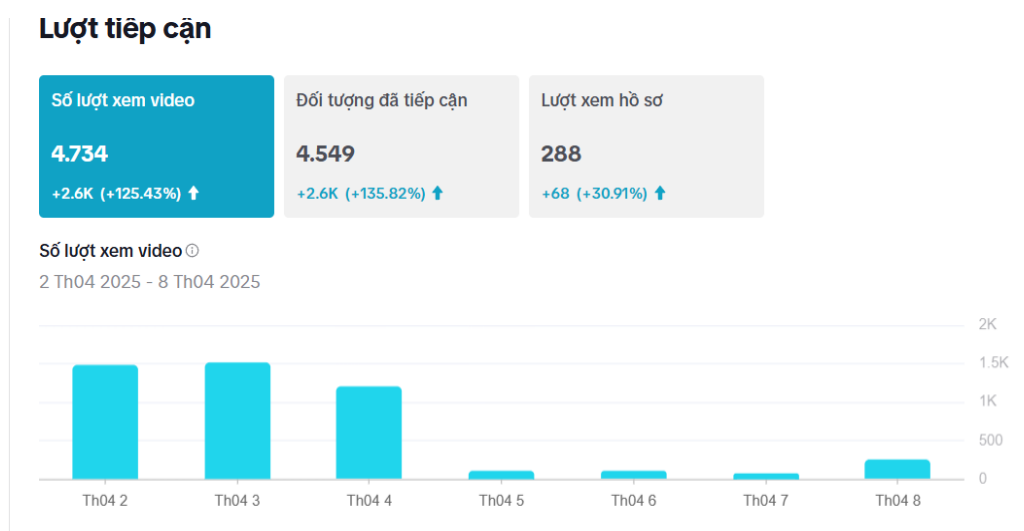 Lượt tiếp cận
Số lượt xem video
4.734
+2.6K (+125.43%)
Đối tượng đã tiếp cận
4.549
+2.6K (+135.82%)
Lượt xem hồ sơ
288
+68 (+30.91%)
Số lượt xem video
2 Th04 2025 - 8 Th04 2025
2K
1.5K
1K
500
0
Th04 2 Th04 3 Th04 4 Th04 5 Th04 6 Th04 7 Th04 8